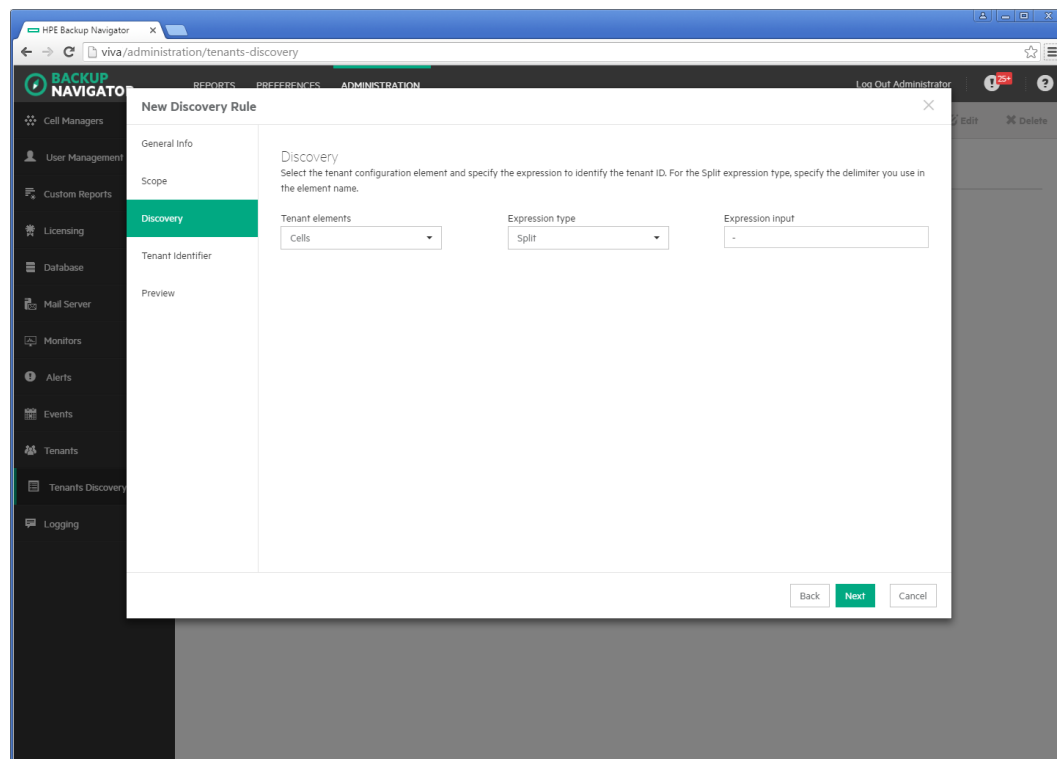 HPE Backup Navigator
viva/administration/tenants-discovery
BACKUP
NAVIGATOR
REPORTS PREFERENCES ADMINISTRATION
Log Out Administrator
25+
?
Cell Managers
User Management
Custom Reports
Licensing
Database
Mail Server
Monitors
Alerts
Events
Tenants
Tenants Discovery
Logging
Edit
Delete
New Discovery Rule
General Info
Scope
Discovery
Tenant Identifier
Preview
Discovery
Select the tenant configuration element and specify the expression to identify the tenant ID. For the Split expression type, specify the delimiter you use in
the element name.
Tenant elements Expression type Expression input
Cells Split -
Back Next Cancel